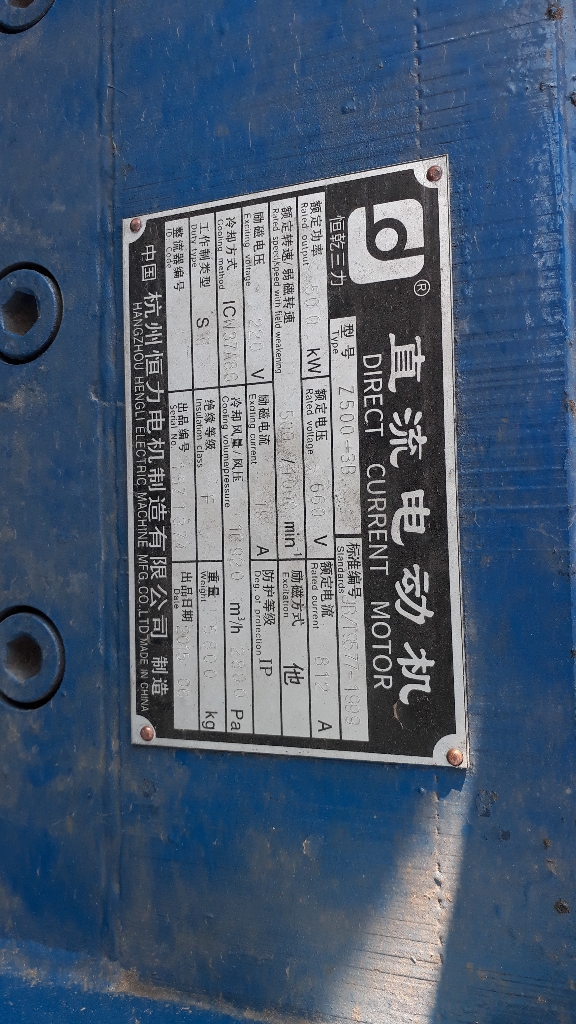 ®
恒乾三力
直流电动机
DIRECT CURRENT MOTOR
型号 Z500-3B 标准编号 JB/T9577-1999
Type Standards
额定功率 500 kW 额定电压 660 V 额定电流 812 A
Rated output Rated voltage Rated current
额定转速/弱磁转速 min⁻¹ 励磁方式 他
Rated speed/speed with field weakening Excitation
励磁电压 V 励磁电流 A 防护等级 IP
Exciting voltage Exciting current Deg. of protection
冷却方式 冷却风量/风压 m³/h Pa
Cooling method Cooling volume/pressure
工作制类型 绝缘等级 F 重量 kg
Duty type Insulation class Weight
整流器编号 出品编号 出品日期
ID Code Serial No. Date
中国 杭州恒力电机制造有限公司 制造
HANGZHOU HENGLI ELECTRIC MACHINE MFG.CO.LTD MADE IN CHINA